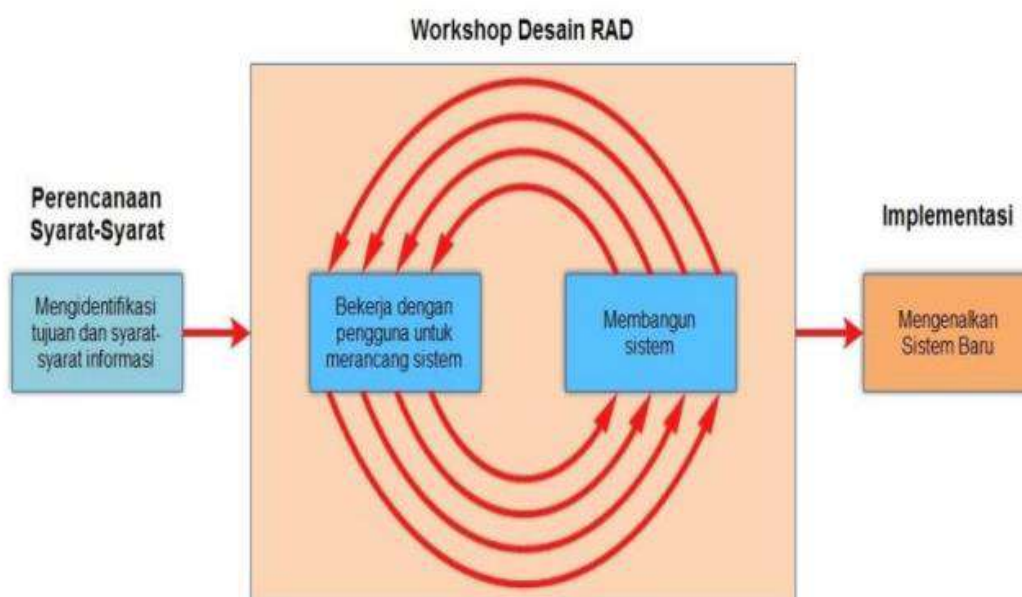 Workshop Desain RAD
Perencanaan
Syarat-Syarat
Mengidentifikasi
tujuan dan syarat-
syarat informasi
Bekerja dengan
pengguna untuk
merancang sistem
Membangun
sistem
Implementasi
Mengenalkan
Sistem Baru